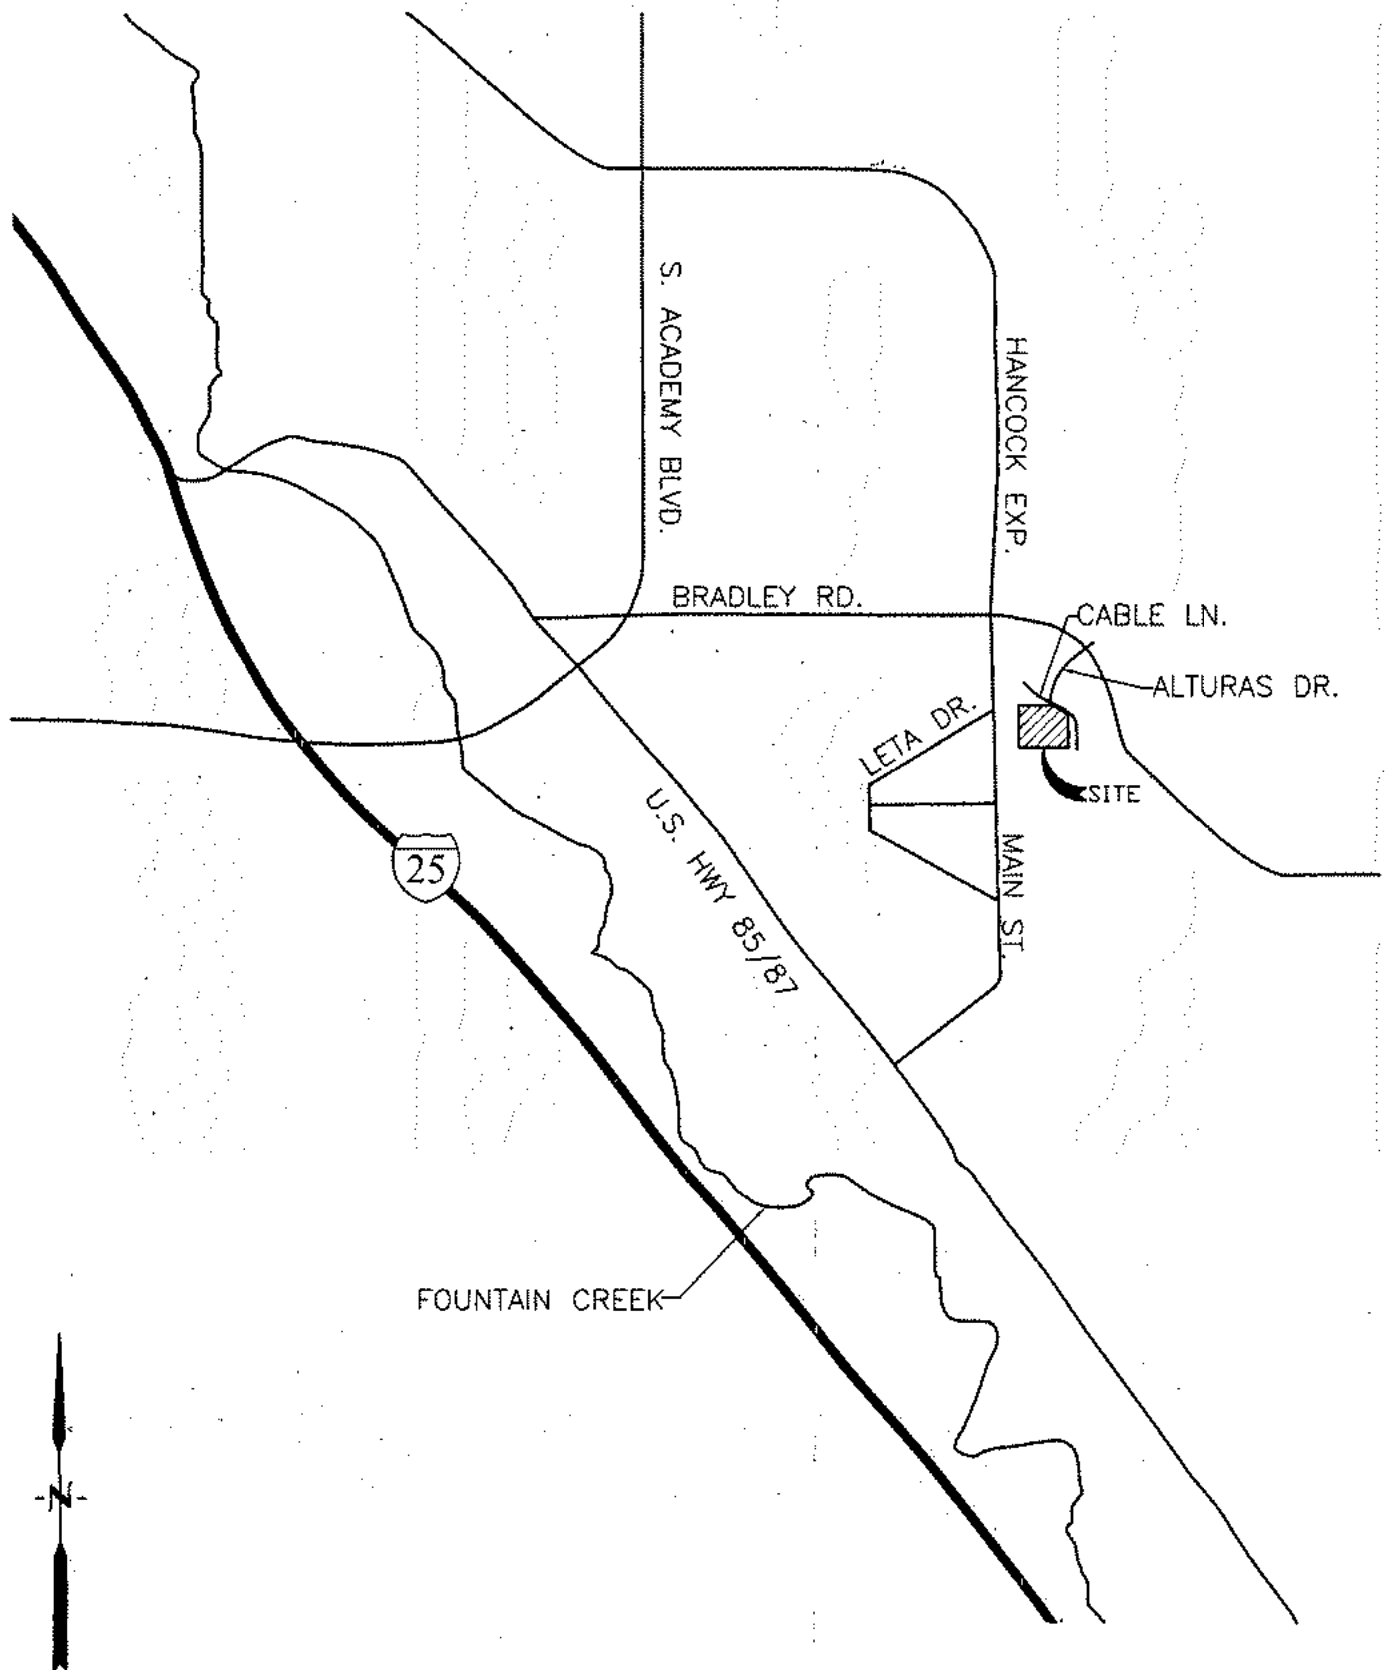 S. ACADEMY BLVD.
HANCOCK EXP.
BRADLEY RD.
CABLE LN.
ALTURAS DR.
LETA DR.
SITE
U.S. HWY 85/87
MAIN ST.
25
FOUNTAIN CREEK
N